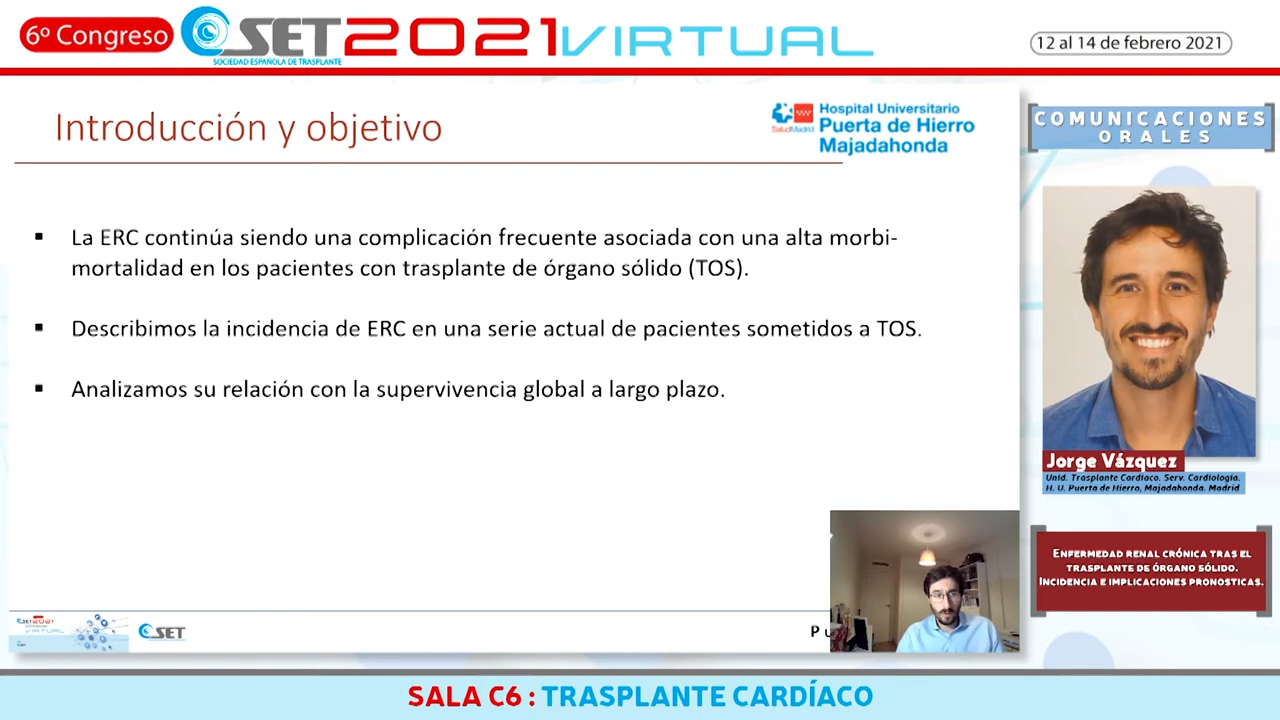 6º Congreso
SET2021VIRTUAL
SOCIEDAD ESPAÑOLA DE TRASPLANTE
12 al 14 de febrero 2021
Introducción y objetivo
SaludMadrid
Hospital Universitario
Puerta de Hierro
Majadahonda
COMUNICACIONES
ORALES
▪ La ERC continúa siendo una complicación frecuente asociada con una alta morbi-
mortalidad en los pacientes con trasplante de órgano sólido (TOS).
▪ Describimos la incidencia de ERC en una serie actual de pacientes sometidos a TOS.
▪ Analizamos su relación con la supervivencia global a largo plazo.
Jorge Vázquez
Unid. Trasplante Cardíaco. Serv. Cardiología.
H. U. Puerta de Hierro, Majadahonda. Madrid
ENFERMEDAD RENAL CRÓNICA TRAS EL
TRASPLANTE DE ÓRGANO SÓLIDO.
INCIDENCIA E IMPLICACIONES PRONOSTICAS.
SET2021
VIRTUAL
SET
P
SALA C6 : TRASPLANTE CARDÍACO